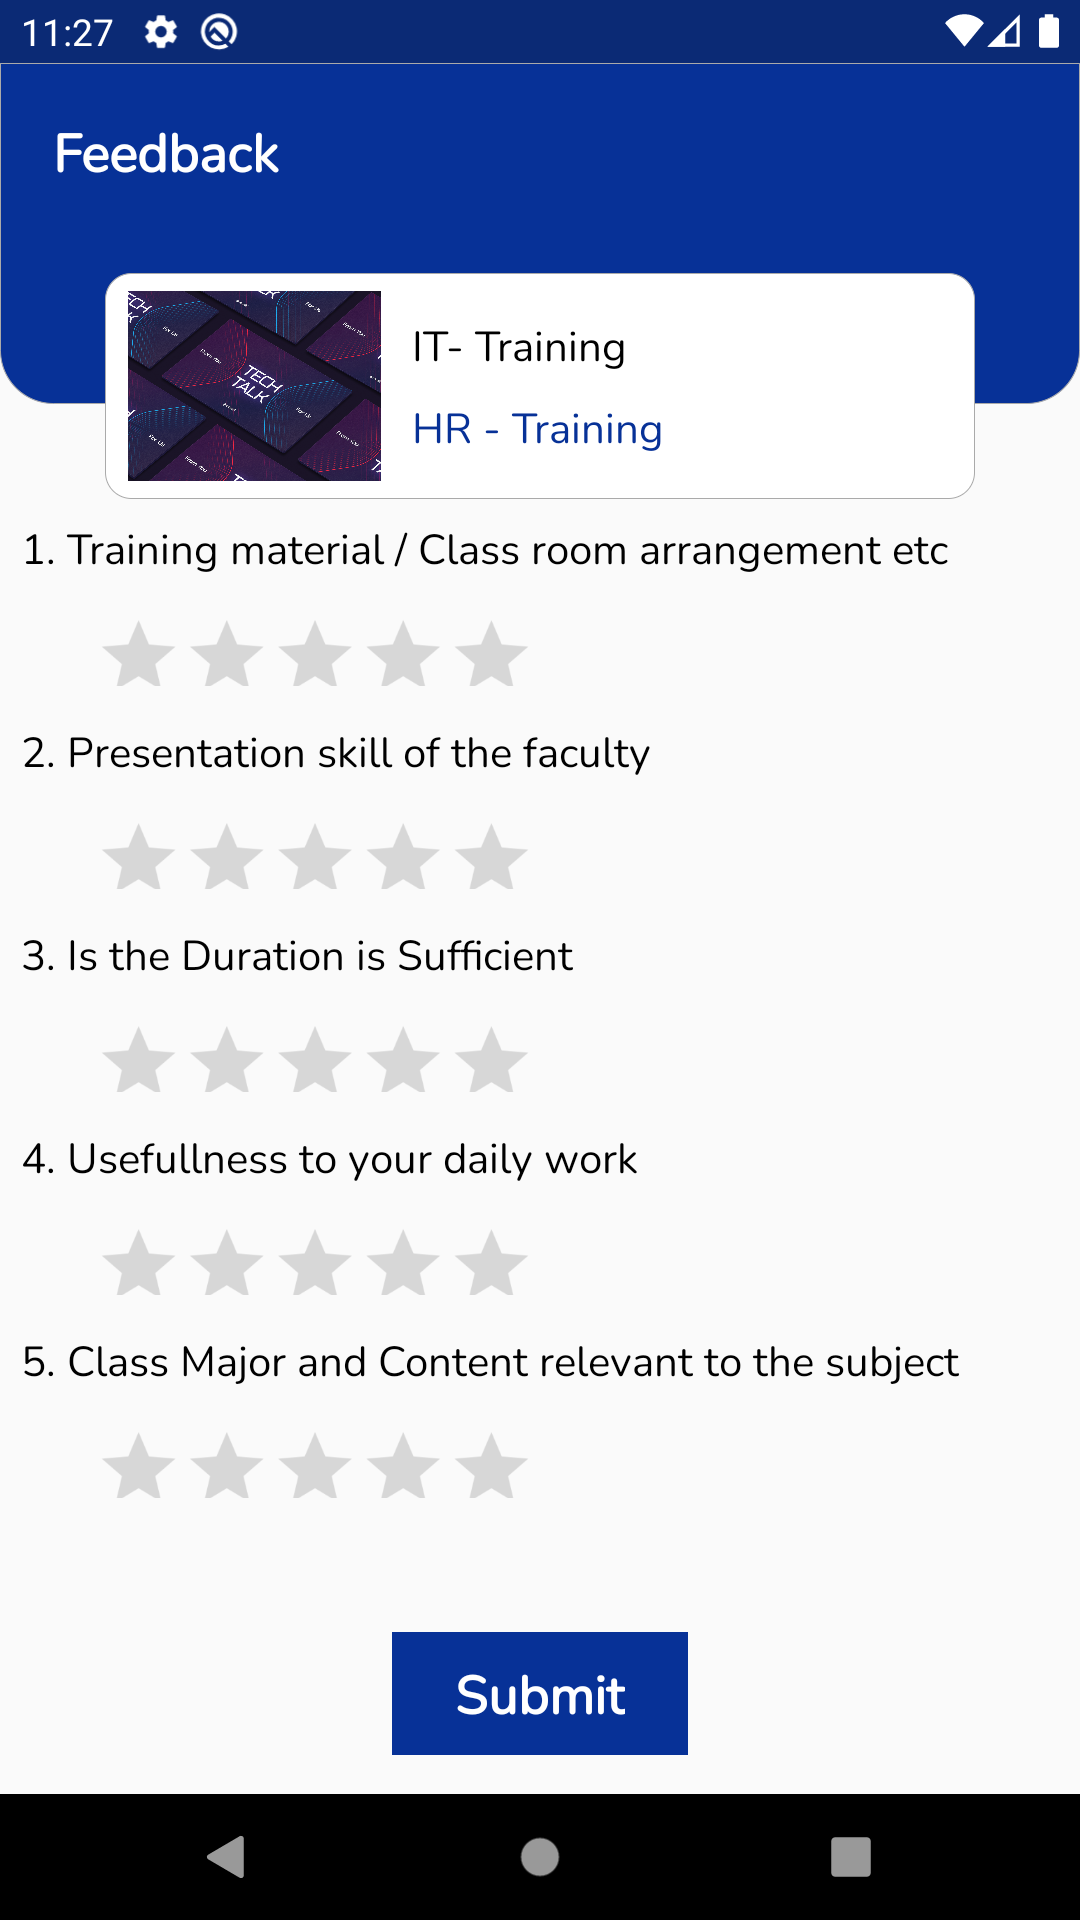 11:27
Feedback
TECH
TALK
IT- Training
HR - Training
1. Training material / Class room arrangement etc
2. Presentation skill of the faculty
3. Is the Duration is Sufficient
4. Usefullness to your daily work
5. Class Major and Content relevant to the subject
Submit